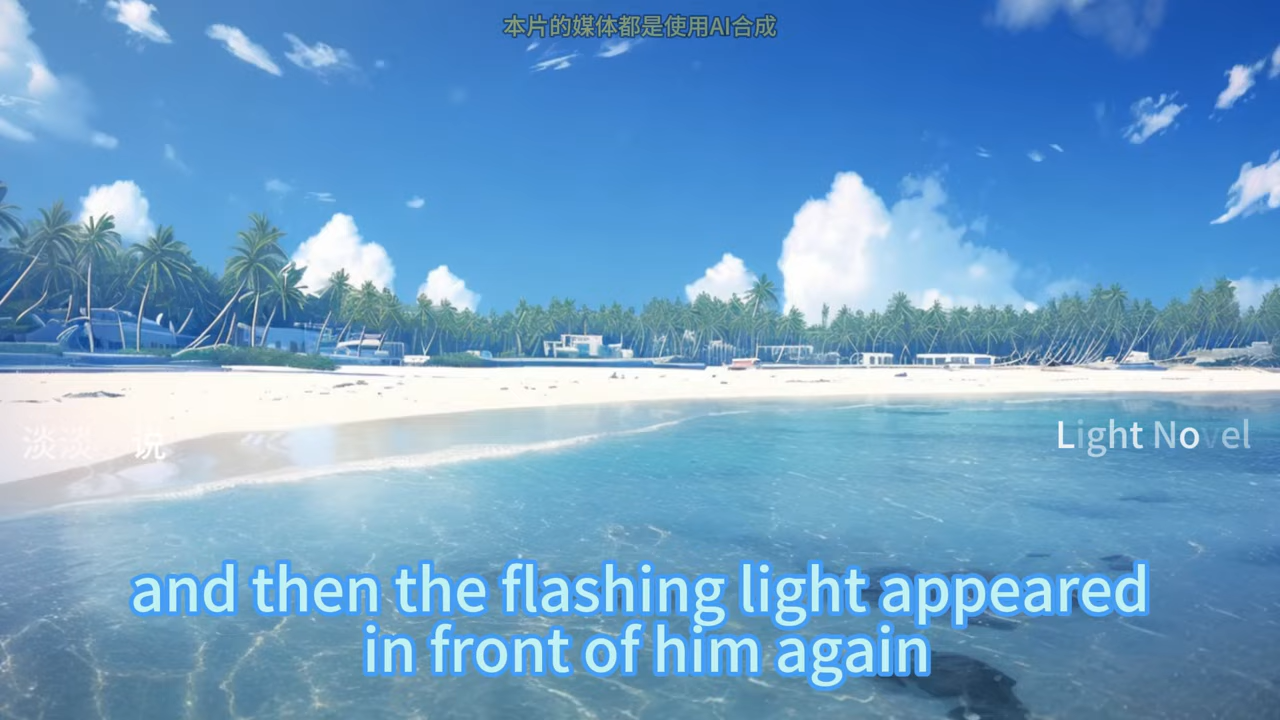 本片的媒体都是使用AI合成
淡淡 说
Light Novel
and then the flashing light appeared
in front of him again